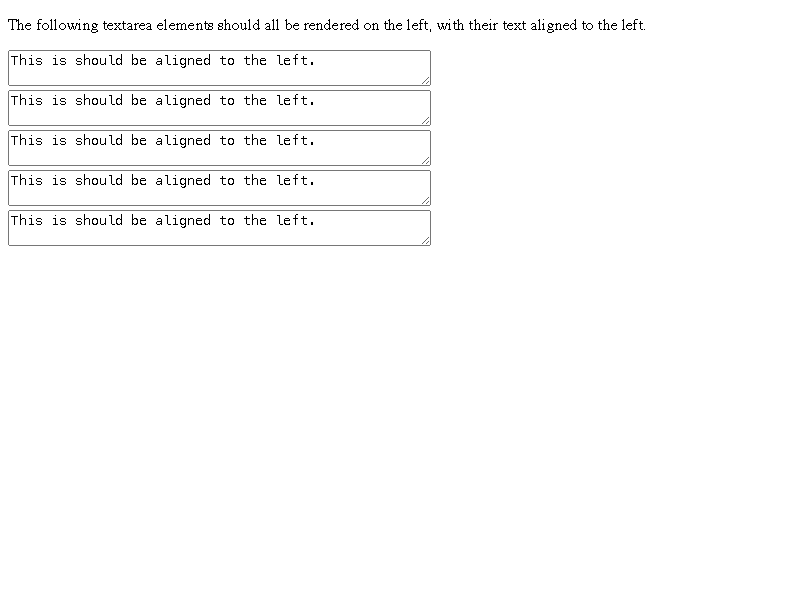 The following textarea elements should all be rendered on the left, with their text aligned to the left.
This is should be aligned to the left.
This is should be aligned to the left.
This is should be aligned to the left.
This is should be aligned to the left.
This is should be aligned to the left.